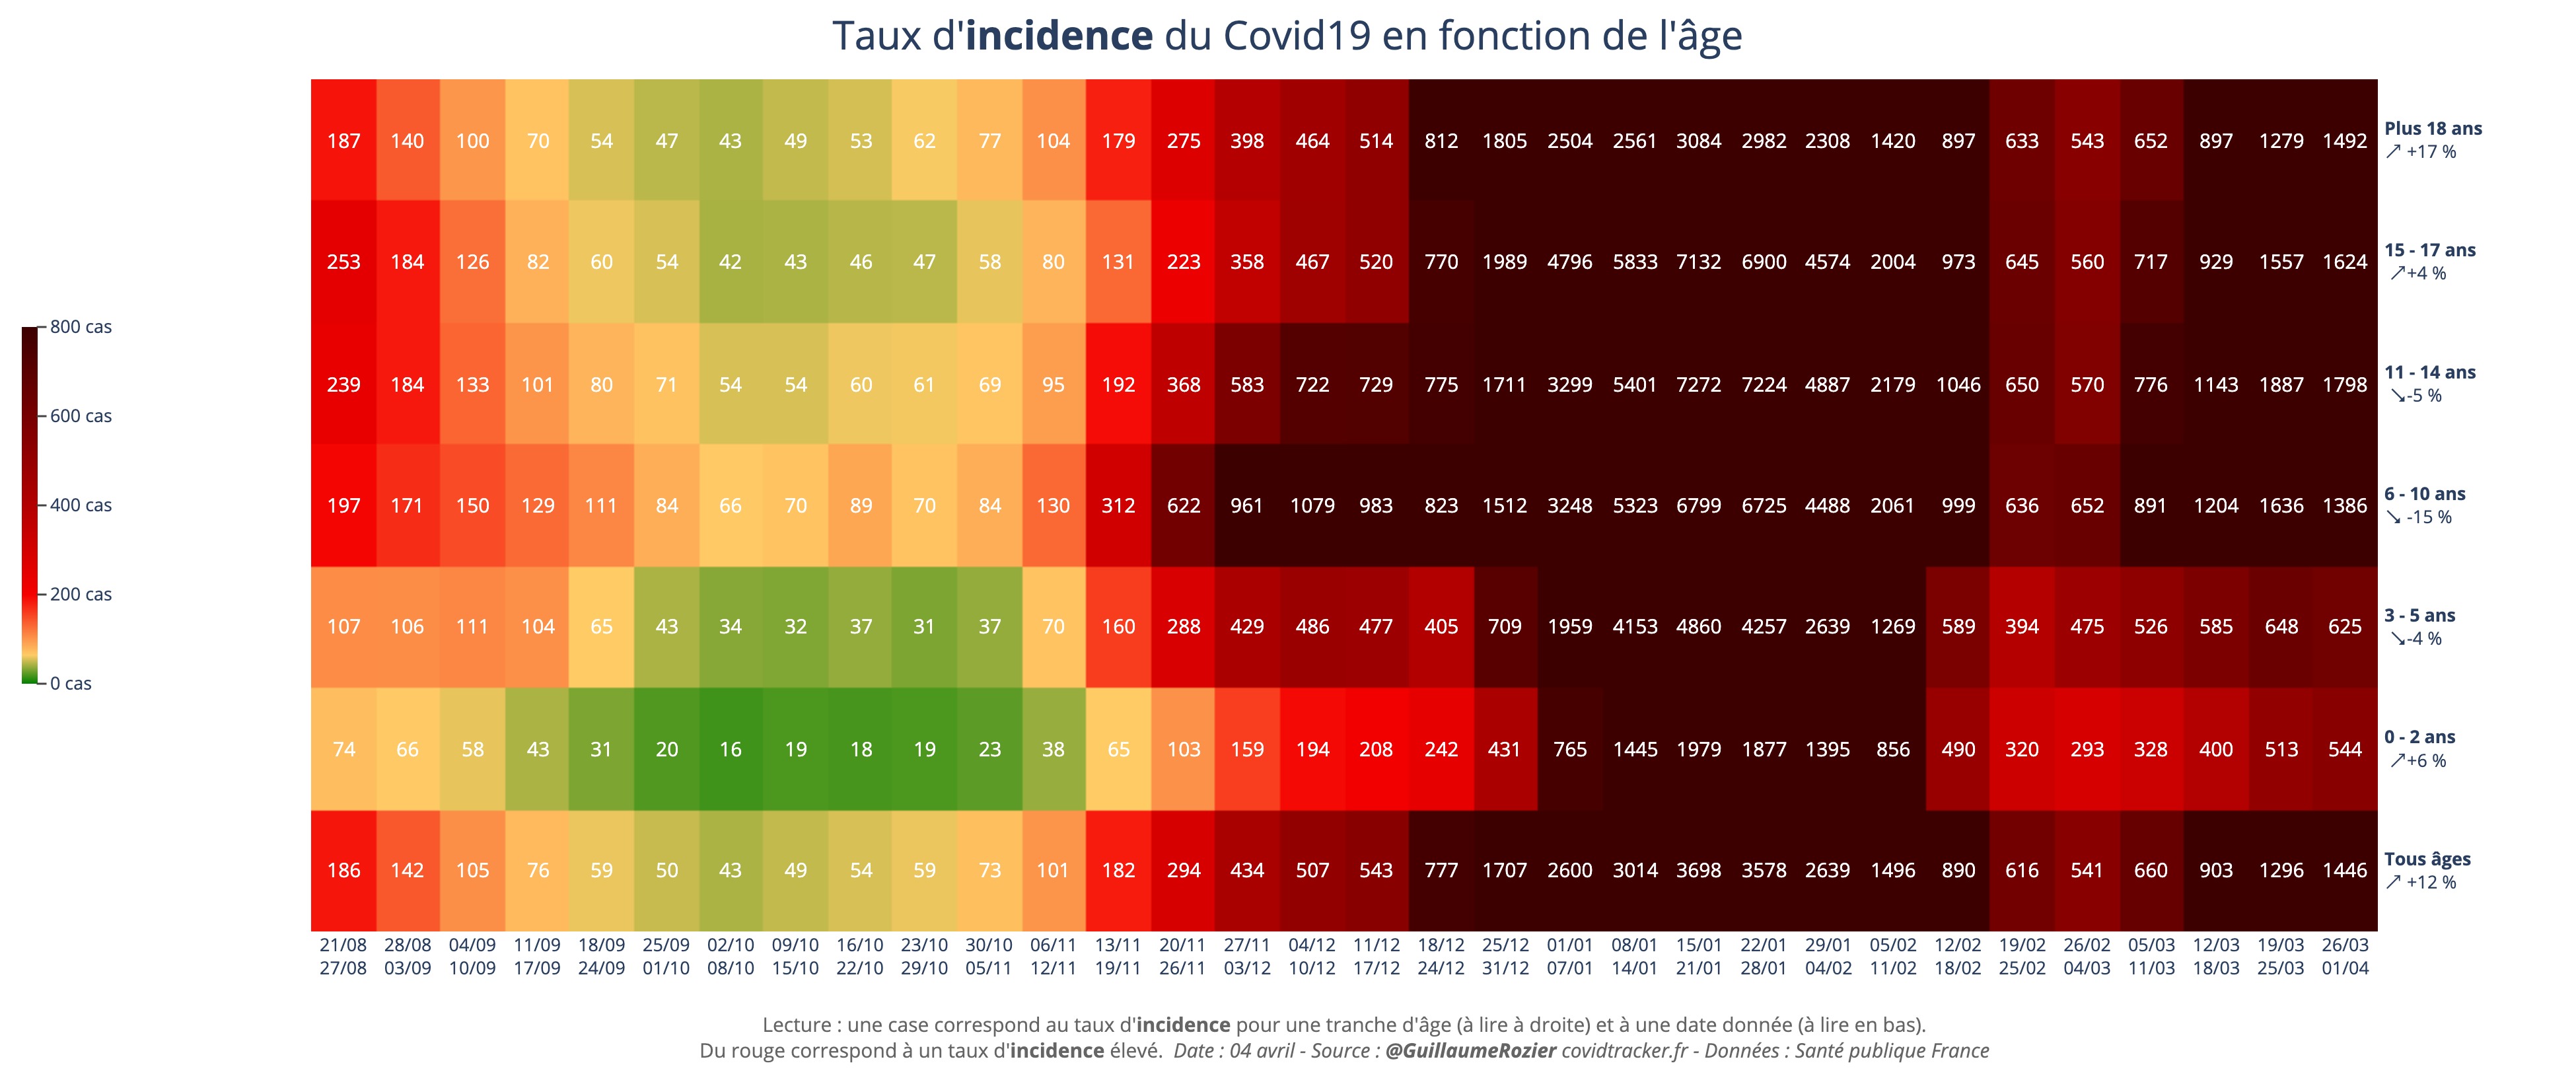 Taux d'incidence du Covid19 en fonction de l'âge
187 140 100 70 54 47 43 49 53 62 77 104 179 275 398 464 514 812 1805 2504 2561 3084 2982 2308 1420 897 633 543 652 897 1279 1492
Plus 18 ans
↗ +17 %
253 184 126 82 60 54 42 43 46 47 58 80 131 223 358 467 520 770 1989 4796 5833 7132 6900 4574 2004 973 645 560 717 929 1557 1624
15 - 17 ans
↗+4 %
239 184 133 101 80 71 54 54 60 61 69 95 192 368 583 722 729 775 1711 3299 5401 7272 7224 4887 2179 1046 650 570 776 1143 1887 1798
11 - 14 ans
↘-5 %
197 171 150 129 111 84 66 70 89 70 84 130 312 622 961 1079 983 823 1512 3248 5323 6799 6725 4488 2061 999 636 652 891 1204 1636 1386
6 - 10 ans
↘ -15 %
107 106 111 104 65 43 34 32 37 31 37 70 160 288 429 486 477 405 709 1959 4153 4860 4257 2639 1269 589 394 475 526 585 648 625
3 - 5 ans
↘-4 %
74 66 58 43 31 20 16 19 18 19 23 38 65 103 159 194 208 242 431 765 1445 1979 1877 1395 856 490 320 293 328 400 513 544
0 - 2 ans
↗+6 %
186 142 105 76 59 50 43 49 54 59 73 101 182 294 434 507 543 777 1707 2600 3014 3698 3578 2639 1496 890 616 541 660 903 1296 1446
Tous âges
↗ +12 %
800 cas
600 cas
400 cas
200 cas
0 cas
21/08 28/08 04/09 11/09 18/09 25/09 02/10 09/10 16/10 23/10 30/10 06/11 13/11 20/11 27/11 04/12 11/12 18/12 25/12 01/01 08/01 15/01 22/01 29/01 05/02 12/02 19/02 26/02 05/03 12/03 19/03 26/03
27/08 03/09 10/09 17/09 24/09 01/10 08/10 15/10 22/10 29/10 05/11 12/11 19/11 26/11 03/12 10/12 17/12 24/12 31/12 07/01 14/01 21/01 28/01 04/02 11/02 18/02 25/02 04/03 11/03 18/03 25/03 01/04
Lecture : une case correspond au taux d'incidence pour une tranche d'âge (à lire à droite) et à une date donnée (à lire en bas).
Du rouge correspond à un taux d'incidence élevé. Date : 04 avril - Source : @GuillaumeRozier covidtracker.fr - Données : Santé publique France